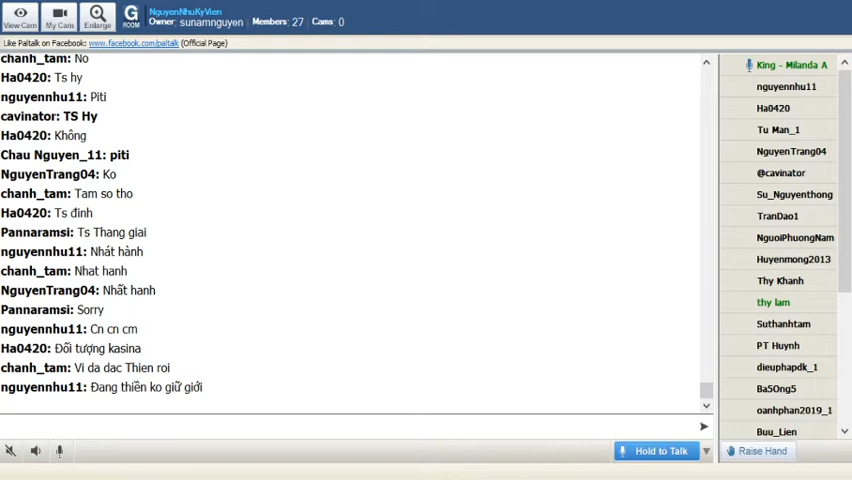 View Cam
My Cam
Enlarge
G
ROOM
NguyenNhuKyVien
Owner: sunamnguyen Members: 27 Cams: 0
Like Paltalk on Facebook: www.facebook.com/paltalk (Official Page)
chanh_tam: No
Ha0420: Ts hy
nguyennhu11: Piti
cavinator: TS Hy
Ha0420: Không
Chau Nguyen_11: piti
NguyenTrang04: Ko
chanh_tam: Tam so tho
Ha0420: Ts đinh
Pannaramsi: Ts Thang giai
nguyennhu11: Nhát hành
chanh_tam: Nhat hanh
NguyenTrang04: Nhất hanh
Pannaramsi: Sorry
nguyennhu11: Cn cn cm
Ha0420: Đối tượng kasina
chanh_tam: Vi da dac Thien roi
nguyennhu11: Đang thiền ko giữ giới
Hold to Talk
King - Milanda A
nguyennhu11
Ha0420
Tu Man_1
NguyenTrang04
@cavinator
Su_Nguyenthong
TranDao1
NguoiPhuongNam
Huyenmong2013
Thy Khanh
thy lam
Suthanhtam
PT Huynh
dieuphapdk_1
Ba5Ong5
oanhphan2019_1
Buu_Lien
Raise Hand